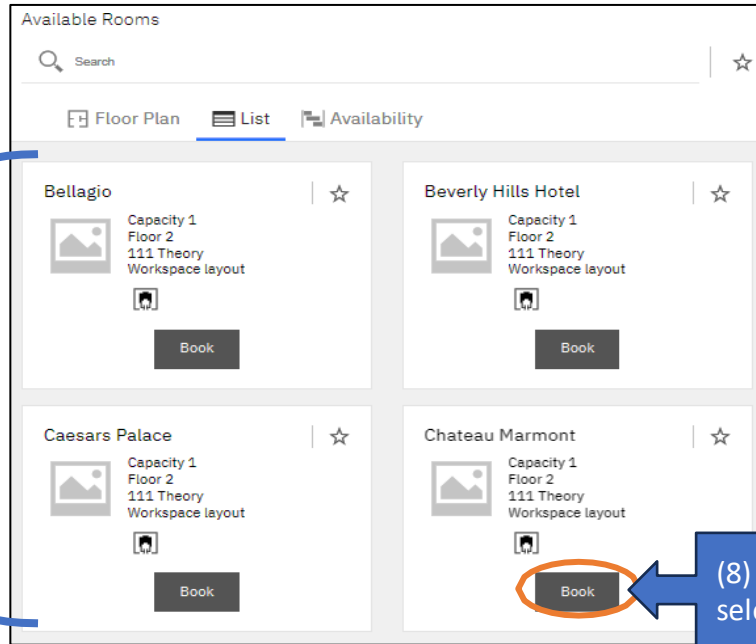 Available Rooms
Search
Floor Plan List Availability
Bellagio
Capacity 1
Floor 2
111 Theory
Workspace layout
Book
Beverly Hills Hotel
Capacity 1
Floor 2
111 Theory
Workspace layout
Book
Caesars Palace
Capacity 1
Floor 2
111 Theory
Workspace layout
Book
Chateau Marmont
Capacity 1
Floor 2
111 Theory
Workspace layout
Book
(8)